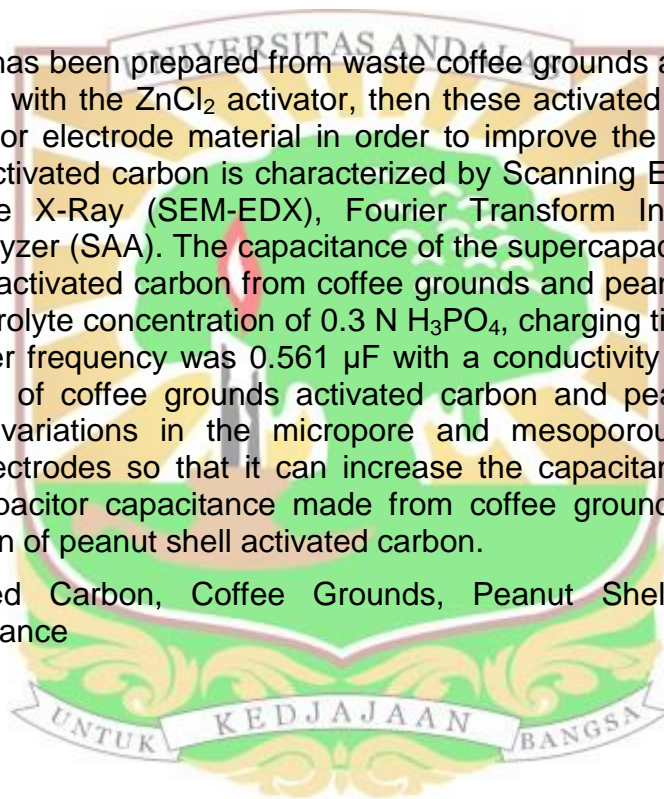 UNIVERSITAS ANDALAS
has been prepared from waste coffee grounds a
with the ZnCl₂ activator, then these activated
or electrode material in order to improve the
ctivated carbon is characterized by Scanning E
e X-Ray (SEM-EDX), Fourier Transform In
yzer (SAA). The capacitance of the supercapac
activated carbon from coffee grounds and pear
rolyte concentration of 0.3 N H₃PO₄, charging ti
er frequency was 0.561 µF with a conductivity
of coffee grounds activated carbon and pea
variations in the micropore and mesoporou
ectrodes so that it can increase the capacitan
pacitor capacitance made from coffee ground
n of peanut shell activated carbon.
ed Carbon, Coffee Grounds, Peanut Shel
ance
UNTUK KEDJAJAAN BANGSA